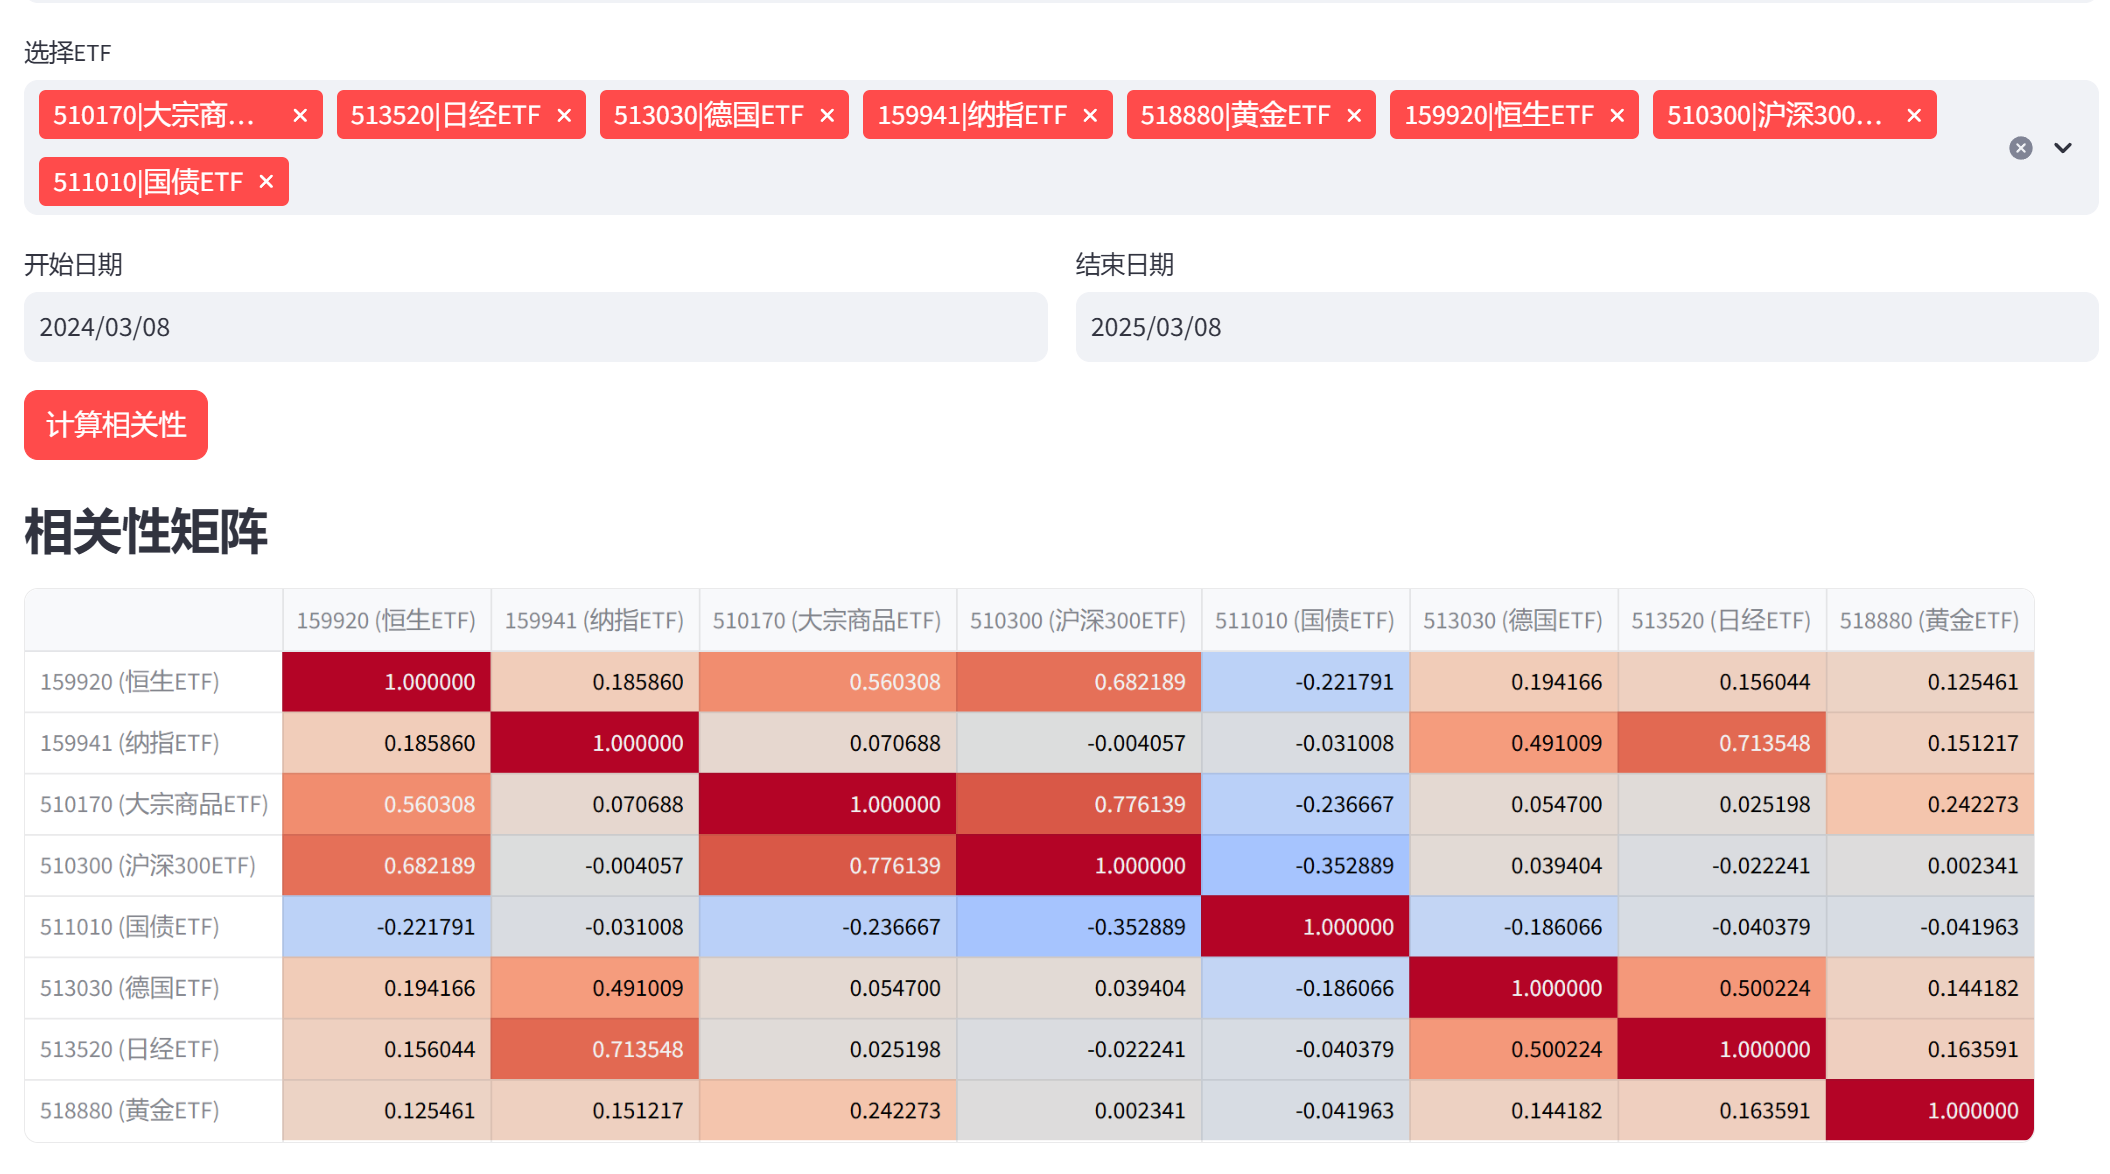 选择ETF
510170|大宗商... × 513520|日经ETF × 513030|德国ETF × 159941|纳指ETF × 518880|黄金ETF × 159920|恒生ETF × 510300|沪深300... ×
511010|国债ETF ×
开始日期 结束日期
2024/03/08 2025/03/08
计算相关性
相关性矩阵
159920 (恒生ETF) 159941 (纳指ETF) 510170 (大宗商品ETF) 510300 (沪深300ETF) 511010 (国债ETF) 513030 (德国ETF) 513520 (日经ETF) 518880 (黄金ETF)
159920 (恒生ETF) 1.000000 0.185860 0.560308 0.682189 -0.221791 0.194166 0.156044 0.125461
159941 (纳指ETF) 0.185860 1.000000 0.070688 -0.004057 -0.031008 0.491009 0.713548 0.151217
510170 (大宗商品ETF) 0.560308 0.070688 1.000000 0.776139 -0.236667 0.054700 0.025198 0.242273
510300 (沪深300ETF) 0.682189 -0.004057 0.776139 1.000000 -0.352889 0.039404 -0.022241 0.002341
511010 (国债ETF) -0.221791 -0.031008 -0.236667 -0.352889 1.000000 -0.186066 -0.040379 -0.041963
513030 (德国ETF) 0.194166 0.491009 0.054700 0.039404 -0.186066 1.000000 0.500224 0.144182
513520 (日经ETF) 0.156044 0.713548 0.025198 -0.022241 -0.040379 0.500224 1.000000 0.163591
518880 (黄金ETF) 0.125461 0.151217 0.242273 0.002341 -0.041963 0.144182 0.163591 1.000000